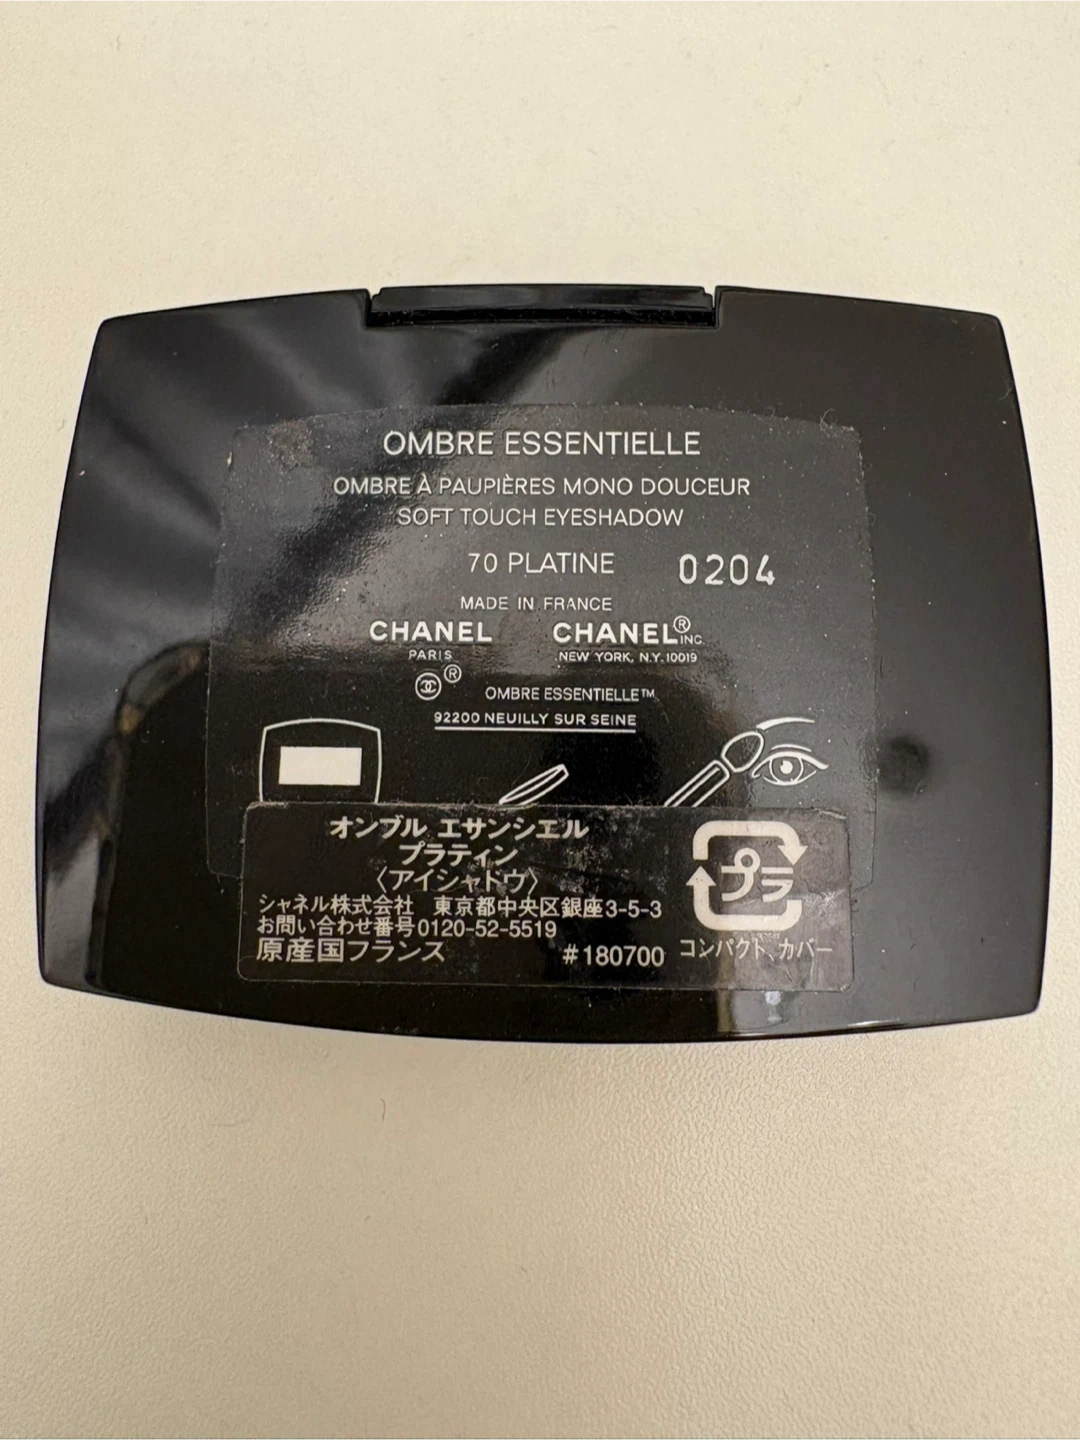 OMBRE ESSENTIELLE
OMBRE À PAUPIÈRES MONO DOUCEUR
SOFT TOUCH EYESHADOW
70 PLATINE 0204
MADE IN FRANCE
CHANEL CHANEL® INC.
PARIS NEW YORK, N.Y. 10019
® OMBRE ESSENTIELLE™
92200 NEUILLY SUR SEINE
オンブル エサンシエル
プラティン
〈アイシャドウ〉
シャネル株式会社 東京都中央区銀座3-5-3
お問い合わせ番号0120-52-5519
原産国フランス #180700
プラ
コンパクト、カバー